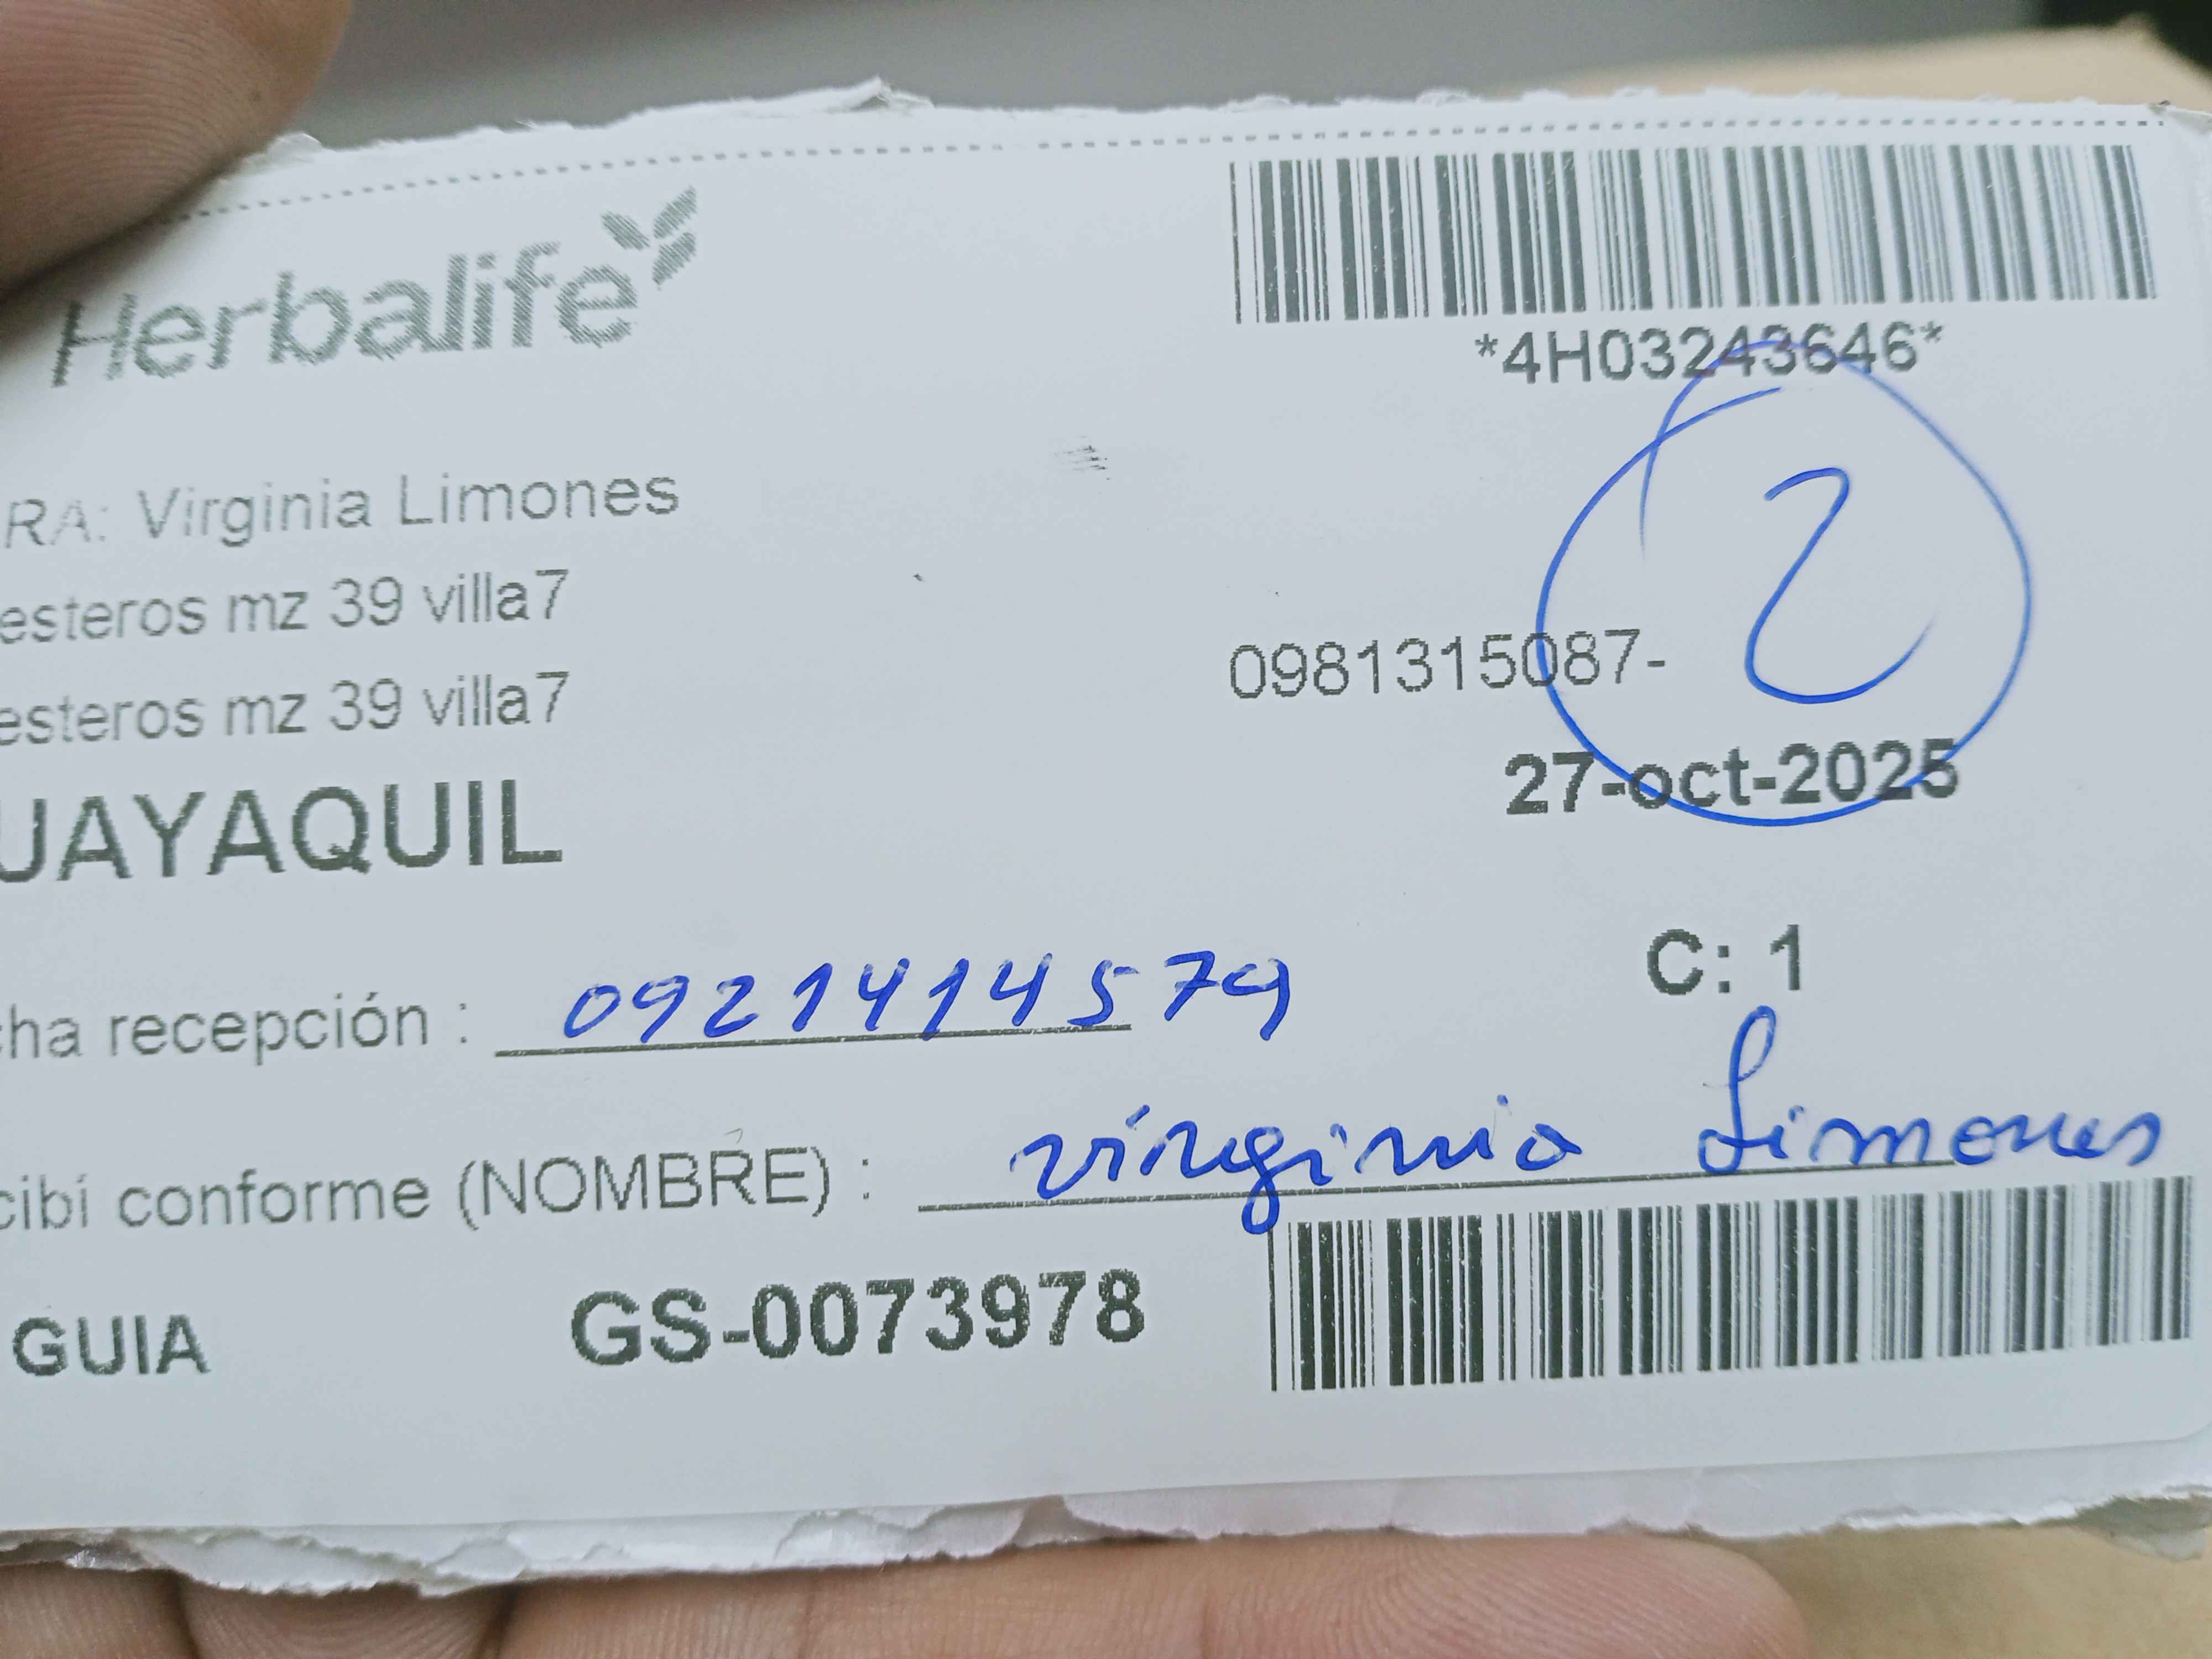 Herbalife
*4H03243646*
RA: Virginia Limones
esteros mz 39 villa7
0981315087-
2
esteros mz 39 villa7
27-oct-2025
UAYAQUIL
C: 1
cha recepción : 0921414579
cibí conforme (NOMBRE) : virginia Limones
GUIA GS-0073978